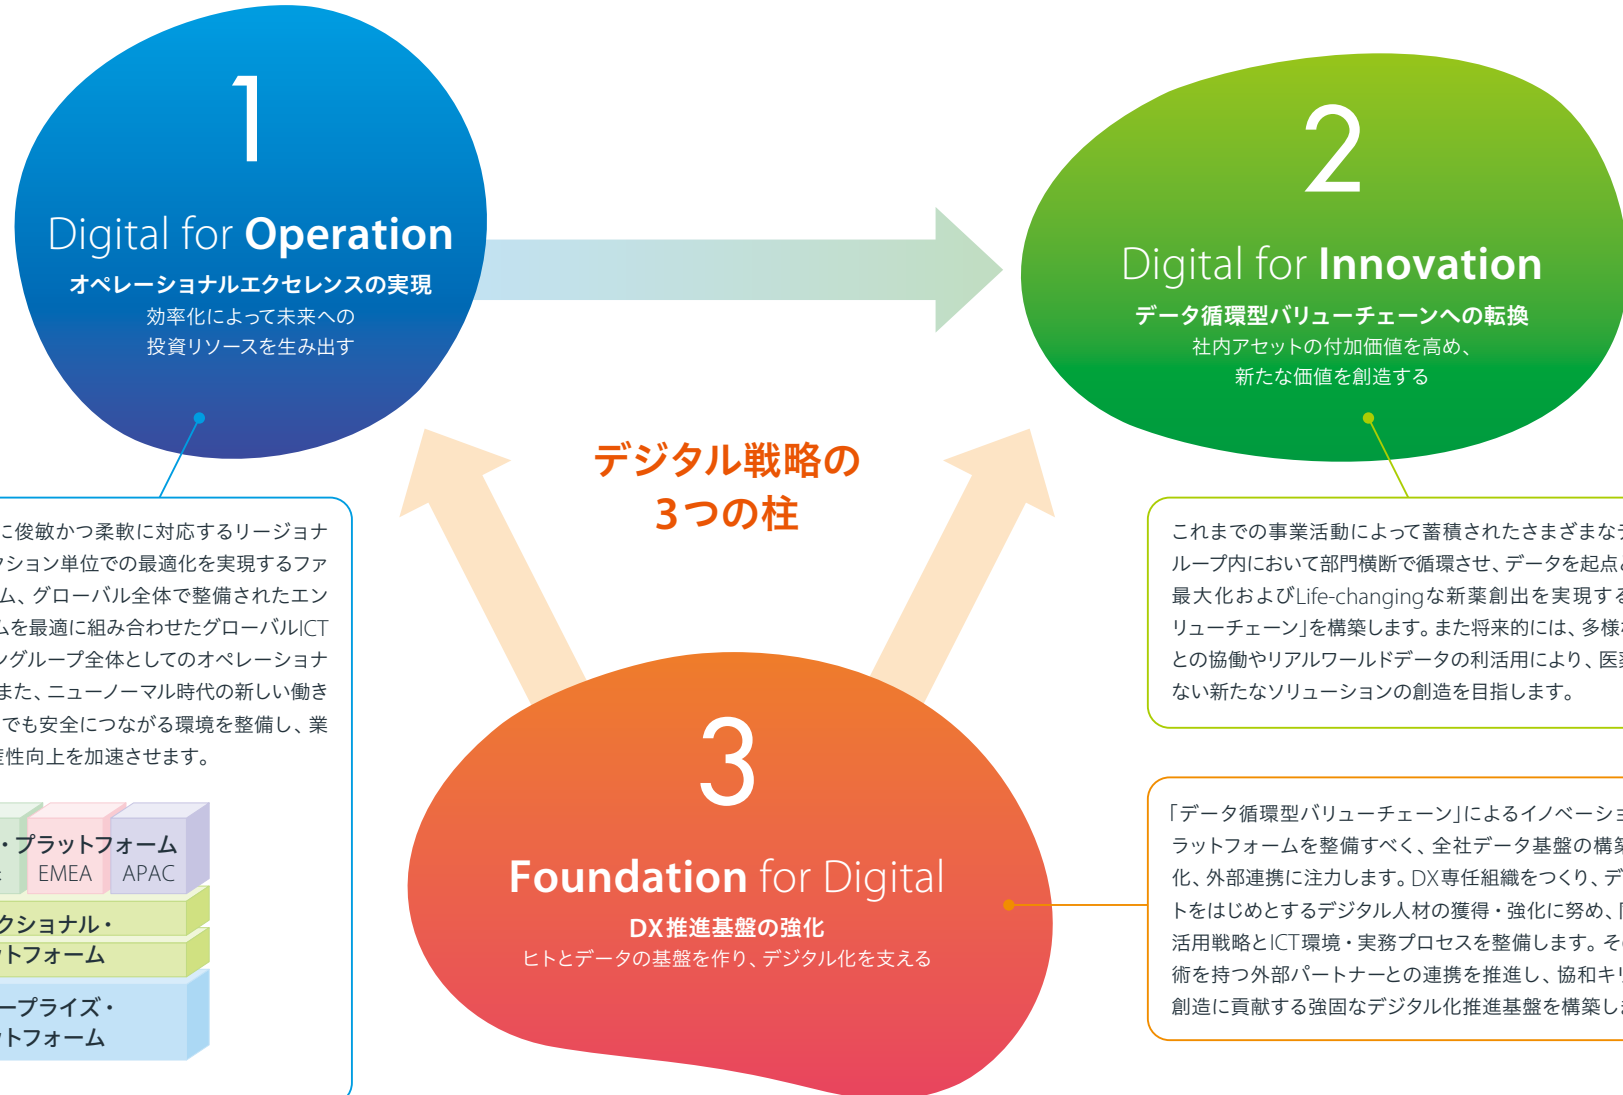 1
Digital for Operation
オペレーショナルエクセレンスの実現
効率化によって未来への
投資リソースを生み出す
2
Digital for Innovation
データ循環型バリューチェーンへの転換
社内アセットの付加価値を高め、
新たな価値を創造する
デジタル戦略の
3つの柱
に俊敏かつ柔軟に対応するリージョナ
クション単位での最適化を実現するファ
ム、グローバル全体で整備されたエン
ムを最適に組み合わせたグローバルICT
ングループ全体としてのオペレーショナ
また、ニューノーマル時代の新しい働き
でも安全につながる環境を整備し、業
産性向上を加速させます。
・プラットフォーム
EMEA APAC
クショナル・
ットフォーム
ープライズ・
ットフォーム
3
Foundation for Digital
DX推進基盤の強化
ヒトとデータの基盤を作り、デジタル化を支える
これまでの事業活動によって蓄積されたさまざまなデ
ループ内において部門横断で循環させ、データを起点と
最大化およびLife-changingな新薬創出を実現する
リューチェーン」を構築します。また将来的には、多様な
との協働やリアルワールドデータの利活用により、医薬
ない新たなソリューションの創造を目指します。
「データ循環型バリューチェーン」によるイノベーショ
ラットフォームを整備すべく、全社データ基盤の構築
化、外部連携に注力します。DX専任組織をつくり、デ
トをはじめとするデジタル人材の獲得・強化に努め、
活用戦略とICT環境・実務プロセスを整備します。その
術を持つ外部パートナーとの連携を推進し、協和キリ
創造に貢献する強固なデジタル化推進基盤を構築しま